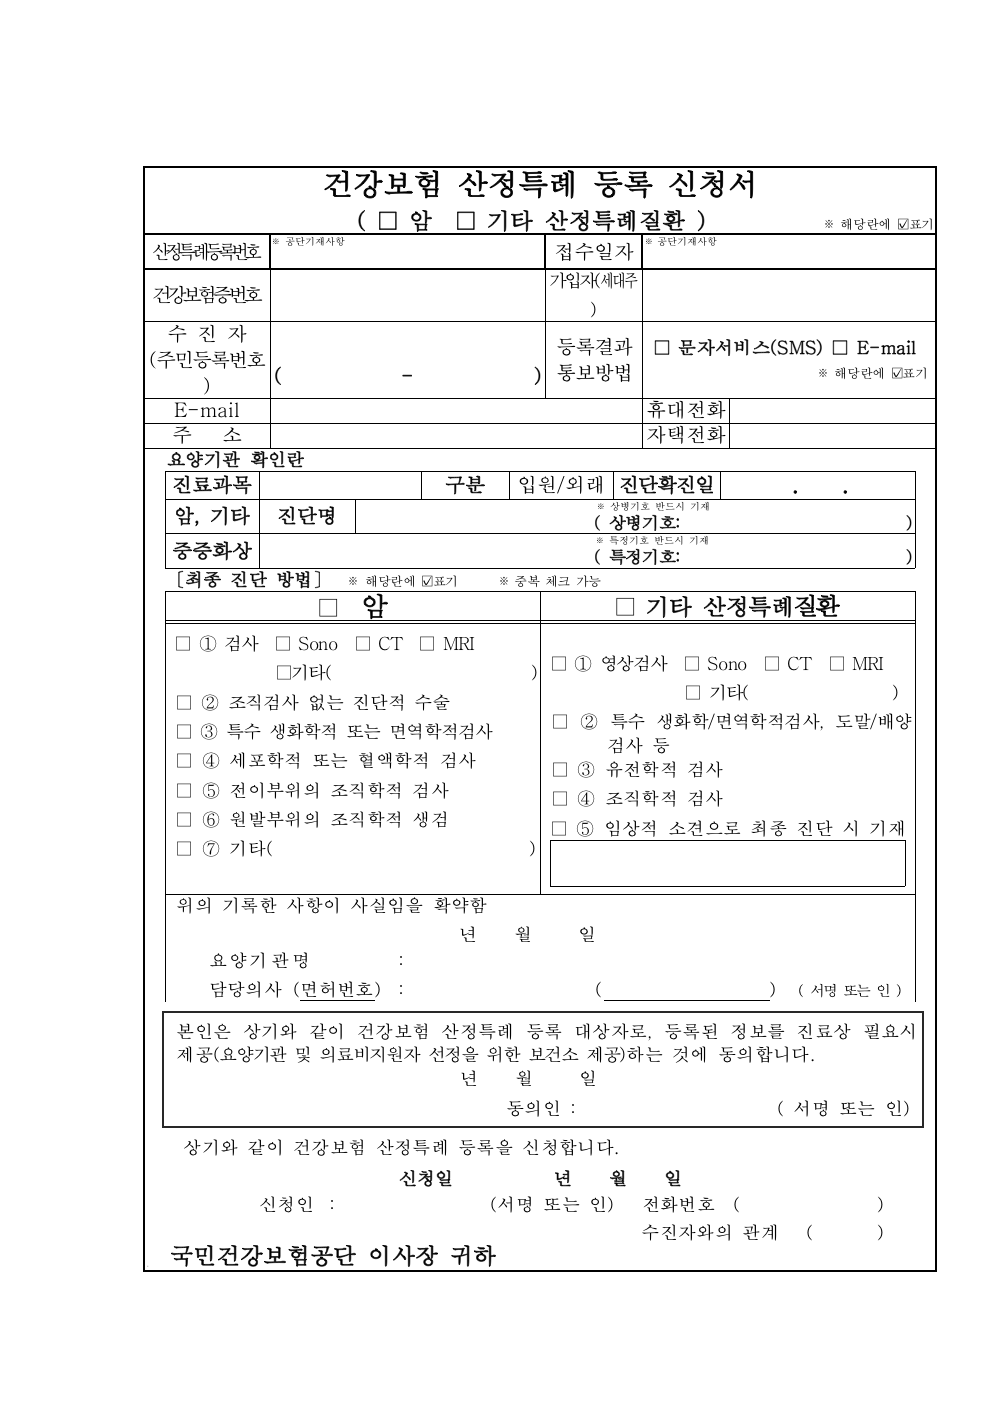 건강보험 산정특례 등록 신청서
( □ 암 □ 기타 산정특례질환 ) ※ 해당란에 ☑표기
산정특례등록번호 ※ 공단기재사항 접수일자 ※ 공단기재사항
건강보험증번호 가입자(세대주
)
수 진 자
(주민등록번호
)
( - )
등록결과
통보방법
□ 문자서비스(SMS) □ E-mail
※ 해당란에 ☑표기
E-mail 휴대전화
주 소 자택전화
요양기관 확인란
진료과목 구분 입원/외래 진단확진일 . .
암, 기타 진단명 ※ 상병기호 반드시 기재
( 상병기호: )
중증화상 ※ 특정기호 반드시 기재
( 특정기호: )
[최종 진단 방법] ※ 해당란에 ☑표기 ※ 중복 체크 가능
□ 암
□ ① 검사 □ Sono □ CT □ MRI
□기타( )
□ ② 조직검사 없는 진단적 수술
□ ③ 특수 생화학적 또는 면역학적검사
□ ④ 세포학적 또는 혈액학적 검사
□ ⑤ 전이부위의 조직학적 검사
□ ⑥ 원발부위의 조직학적 생검
□ ⑦ 기타( )
□ 기타 산정특례질환
□ ① 영상검사 □ Sono □ CT □ MRI
□ 기타( )
□ ② 특수 생화학/면역학적검사, 도말/배양
검사 등
□ ③ 유전학적 검사
□ ④ 조직학적 검사
□ ⑤ 임상적 소견으로 최종 진단 시 기재
위의 기록한 사항이 사실임을 확약함
년 월 일
요양기관명 :
담당의사 (면허번호) : ( ) ( 서명 또는 인 )
본인은 상기와 같이 건강보험 산정특례 등록 대상자로, 등록된 정보를 진료상 필요시
제공(요양기관 및 의료비지원자 선정을 위한 보건소 제공)하는 것에 동의합니다.
년 월 일
동의인 : ( 서명 또는 인)
상기와 같이 건강보험 산정특례 등록을 신청합니다.
신청일 년 월 일
신청인 : (서명 또는 인) 전화번호 ( )
수진자와의 관계 ( )
국민건강보험공단 이사장 귀하